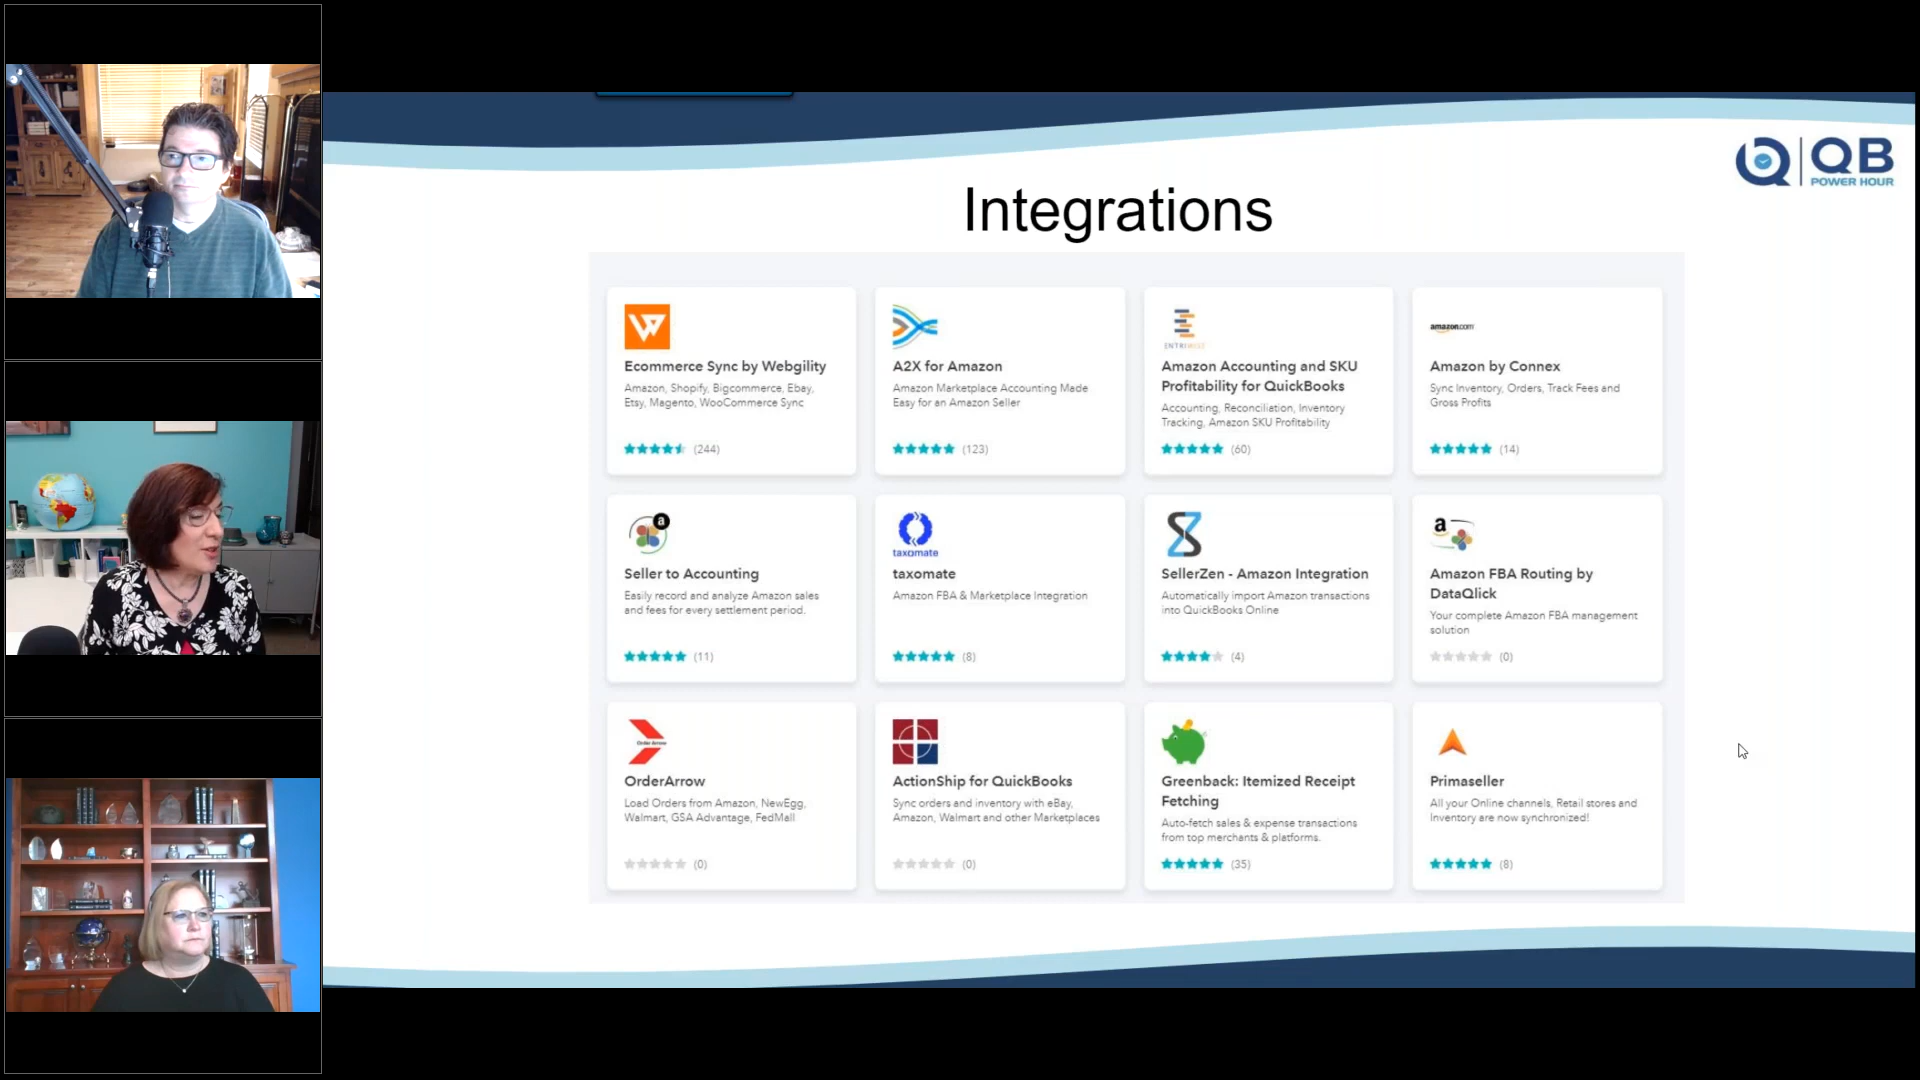 QB
POWER HOUR
Integrations
Ecommerce Sync by Webgility
Amazon, Shopify, Bigcommerce, Ebay,
Etsy, Magento, WooCommerce Sync
(244)
A2X for Amazon
Amazon Marketplace Accounting Made
Easy for an Amazon Seller
(123)
ENTRIWISE
Amazon Accounting and SKU
Profitability for QuickBooks
Accounting, Reconciliation, Inventory
Tracking, Amazon SKU Profitability
(60)
amazon.com
Amazon by Connex
Sync Inventory, Orders, Track Fees and
Gross Profits
(14)
a
Seller to Accounting
Easily record and analyze Amazon sales
and fees for every settlement period.
(11)
taxomate
taxomate
Amazon FBA & Marketplace Integration
(8)
SellerZen - Amazon Integration
Automatically import Amazon transactions
into QuickBooks Online
(4)
a
Amazon FBA Routing by
DataQlick
Your complete Amazon FBA management
solution
(0)
Order Arrow
OrderArrow
Load Orders from Amazon, NewEgg,
Walmart, GSA Advantage, FedMall
(0)
ActionShip for QuickBooks
Sync orders and inventory with eBay,
Amazon, Walmart and other Marketplaces
(0)
Greenback: Itemized Receipt
Fetching
Auto-fetch sales & expense transactions
from top merchants & platforms.
(35)
Primaseller
All your Online channels, Retail stores and
Inventory are now synchronized!
(8)